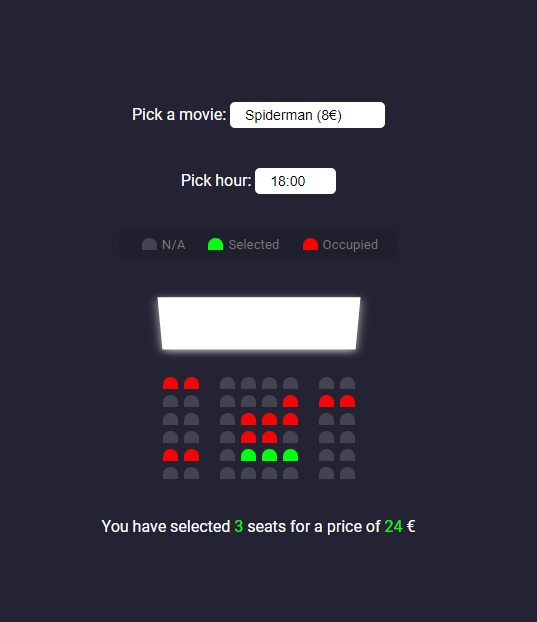 Pick a movie: Spiderman (8€)
Pick hour: 18:00
N/A Selected Occupied
You have selected 3 seats for a price of 24 €